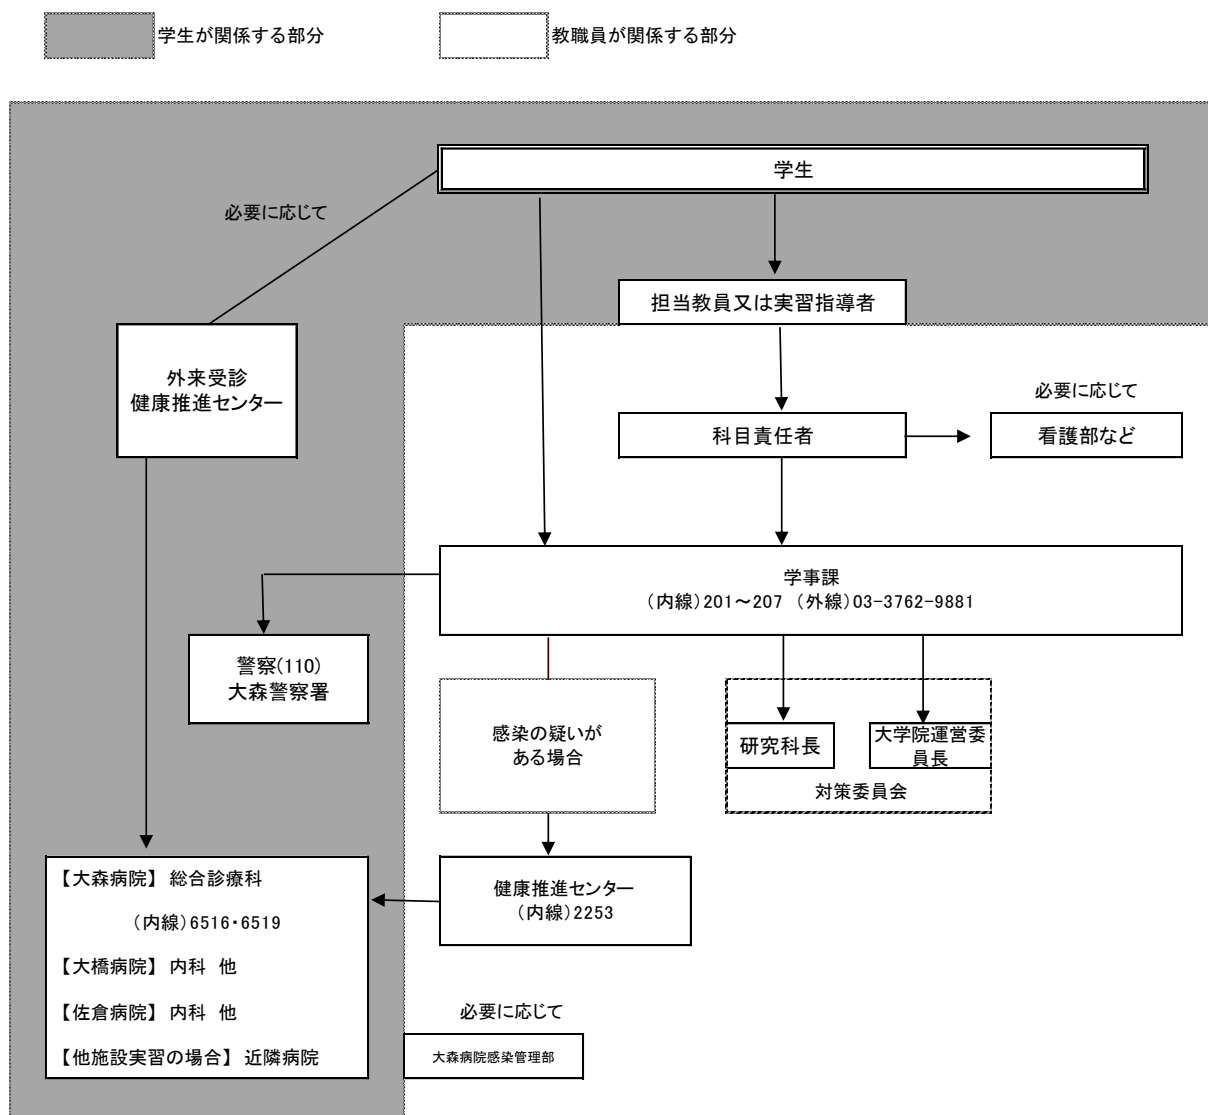 学生が関係する部分
教職員が関係する部分
学生
必要に応じて
担当教員又は実習指導者
外来受診
健康推進センター
必要に応じて
科目責任者
看護部など
学事課
（内線）201～207 （外線）03-3762-9881
警察(110)
大森警察署
感染の疑いが
ある場合
研究科長
大学院運営委
員長
対策委員会
【大森病院】 総合診療科
（内線）6516・6519
【大橋病院】 内科 他
【佐倉病院】 内科 他
【他施設実習の場合】 近隣病院
健康推進センター
（内線）2253
必要に応じて
大森病院感染管理部